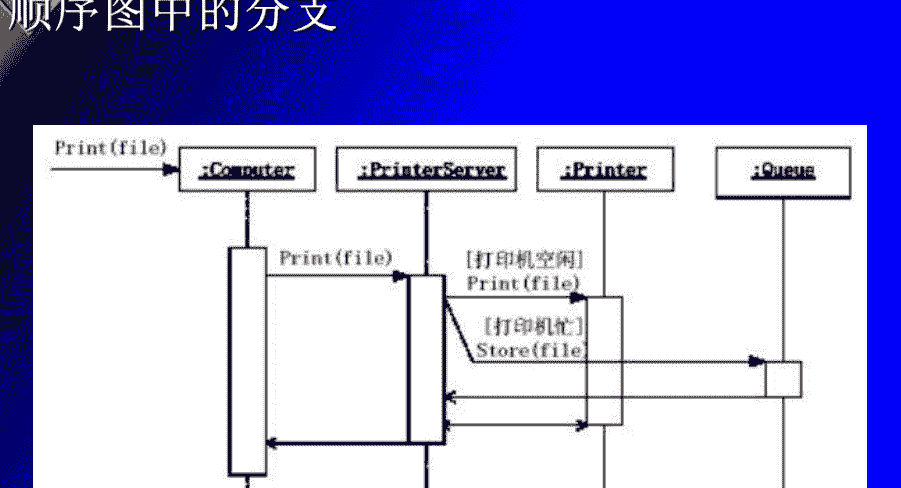 顺序图中的分支
Print(file)
:Computer
:PrinterServer
:Printer
:Queue
Print(file)
[打印机空闲]
Print(file)
[打印机忙]
Store(file)